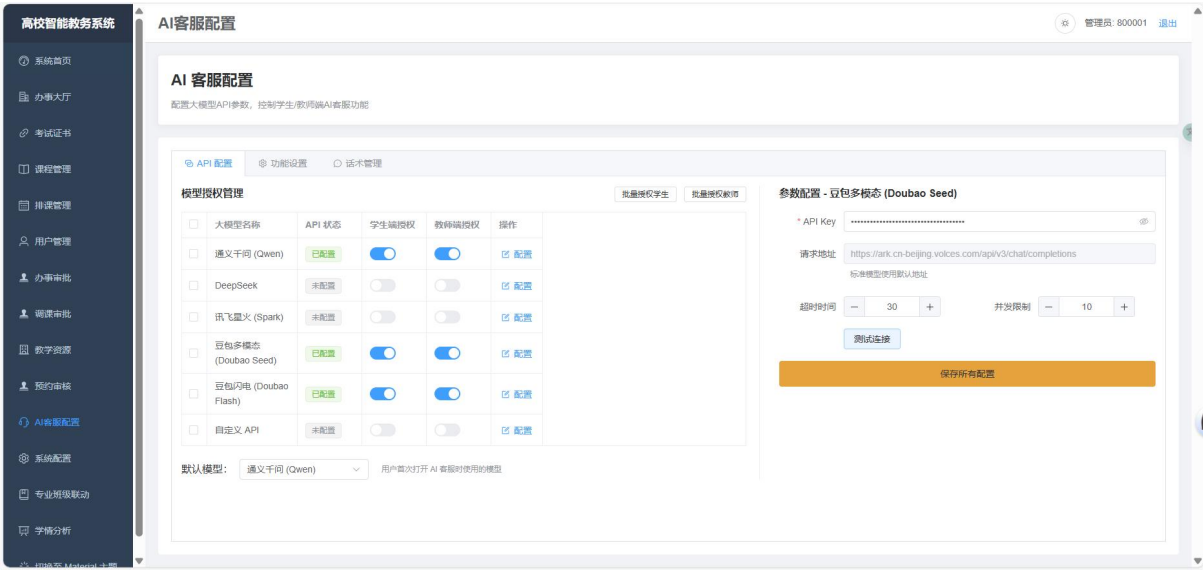 高校智能教务系统
AI客服配置
管理员: 800001 退出
系统首页
办事大厅
考试证书
课程管理
排课管理
用户管理
办事审批
调课审批
教学资源
预约审核
AI客服配置
系统配置
专业班级联动
学情分析
切换至 Material 主题
AI 客服配置
配置大模型API参数，控制学生/教师端AI客服功能
API 配置 功能设置 话术管理
模型授权管理 批量授权学生 批量授权教师
大模型名称 API 状态 学生端授权 教师端授权 操作
通义千问 (Qwen) 已配置 配置
DeepSeek 未配置 配置
讯飞星火 (Spark) 未配置 配置
豆包多模态
(Doubao Seed) 已配置 配置
豆包闪电 (Doubao
Flash) 已配置 配置
自定义 API 未配置 配置
默认模型： 通义千问 (Qwen) 用户首次打开 AI 客服时使用的模型
参数配置 - 豆包多模态 (Doubao Seed)
* API Key
请求地址 https://ark.cn-beijing.volces.com/api/v3/chat/completions
标准模型使用默认地址
超时时间 － 30 + 并发限制 － 10 +
测试连接
保存所有配置